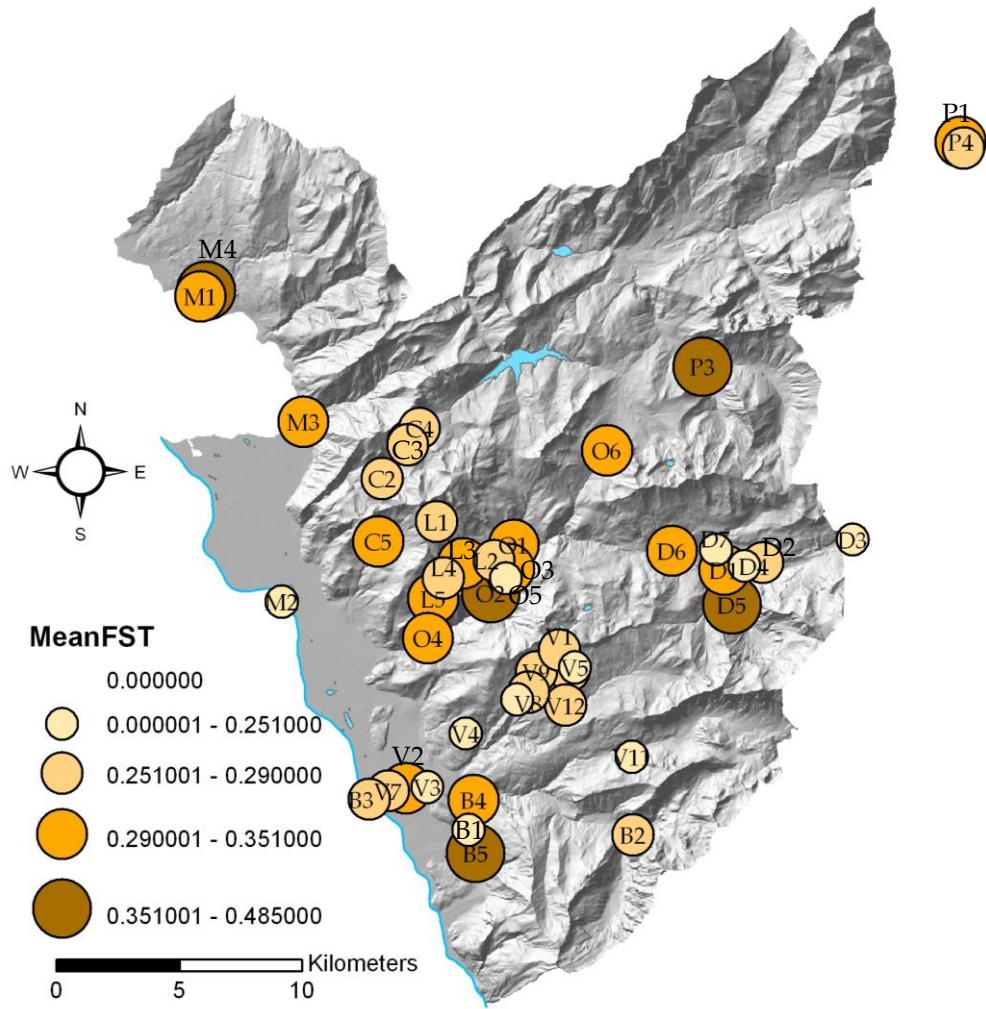 P1
P4
M4
M1
P3
M3
C4
C3
O6
C2
L1
C5
O1
L3
L2
D7
D6
D3
D2
D1
D4
L4
O3
O2
O5
L5
D5
M2
O4
V1
V5
V9
V8
V12
V4
V11
V2
V7
V3
B3
B4
B1
B2
B5
N
W
E
S
MeanFST
0.000000
0.000001 - 0.251000
0.251001 - 0.290000
0.290001 - 0.351000
0.351001 - 0.485000
Kilometers
0 5 10